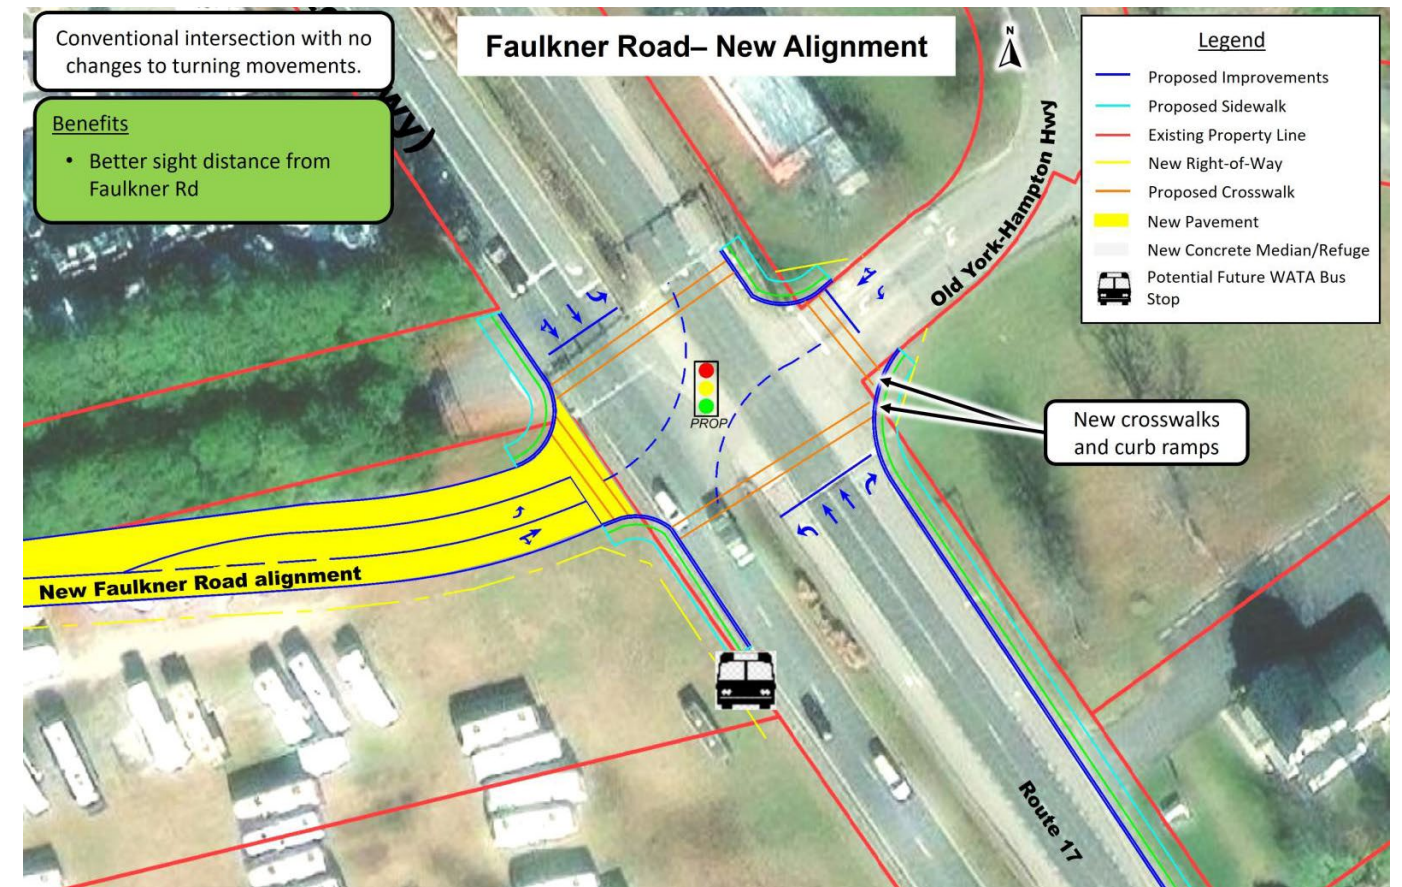 Conventional intersection with no
changes to turning movements.
Faulkner Road– New Alignment
N
Legend
Proposed Improvements
Proposed Sidewalk
Existing Property Line
New Right-of-Way
Proposed Crosswalk
New Pavement
New Concrete Median/Refuge
Potential Future WATA Bus
Stop
wy)
Benefits
• Better sight distance from
Faulkner Rd
Old York-Hampton Hwy
PROP
New crosswalks
and curb ramps
New Faulkner Road alignment
Route 17